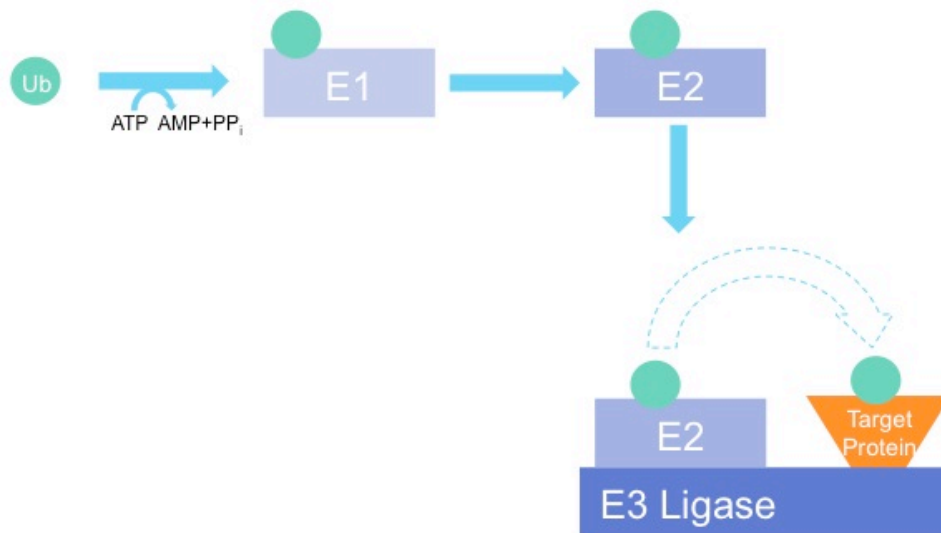 Ub
E1
E2
ATP AMP+PPi
E2
Target
Protein
E3 Ligase